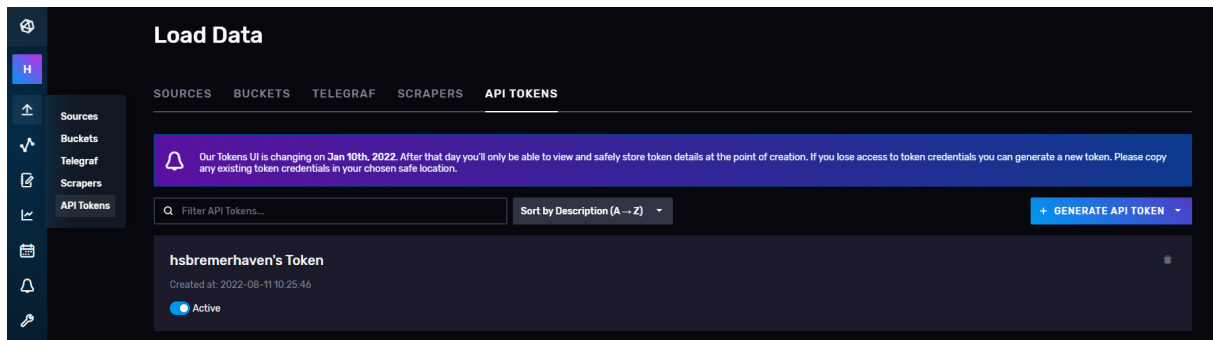 Load Data
H
SOURCES BUCKETS TELEGRAF SCRAPERS API TOKENS
Sources
Buckets
Telegraf
Scrapers
API Tokens
Our Tokens UI is changing on Jan 10th, 2022. After that day you'll only be able to view and safely store token details at the point of creation. If you lose access to token credentials you can generate a new token. Please copy
any existing token credentials in your chosen safe location.
Filter API Tokens... Sort by Description (A→Z) + GENERATE API TOKEN
hsbremerhaven's Token
Created at: 2022-08-11 10:25:46
Active